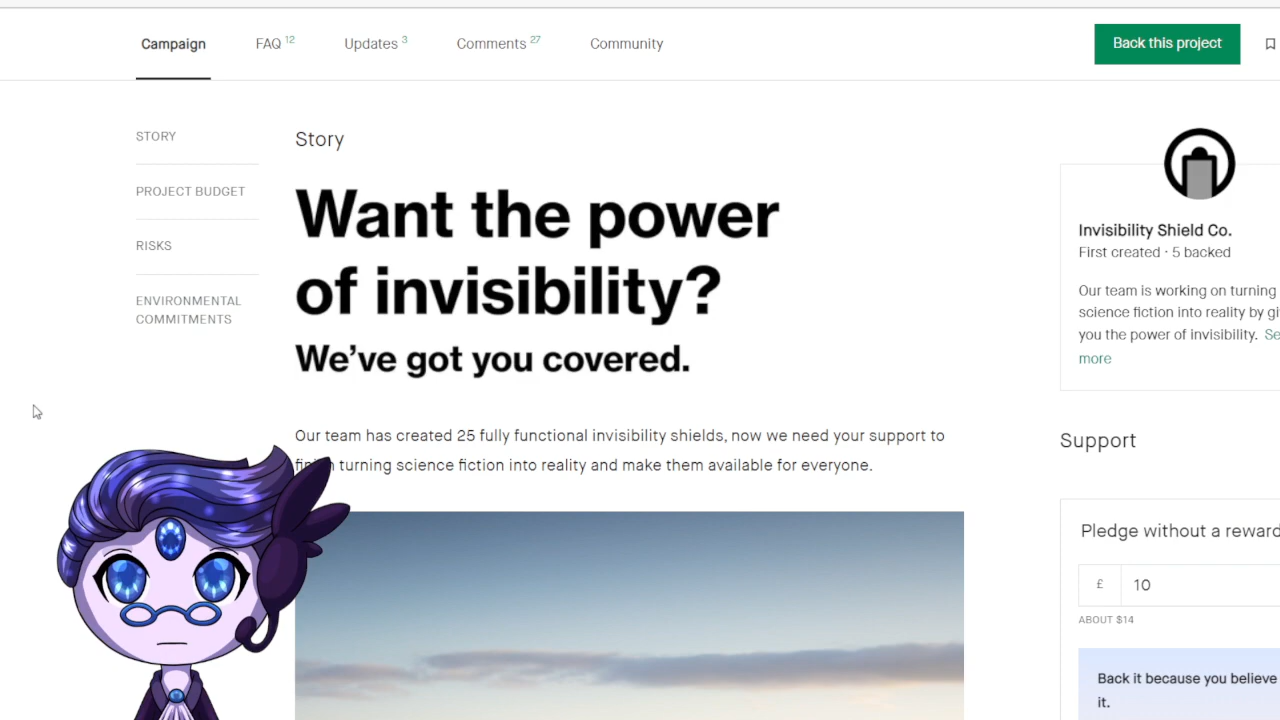 Campaign
FAQ 12
Updates 3
Comments 27
Community
Back this project
STORY
PROJECT BUDGET
RISKS
ENVIRONMENTAL
COMMITMENTS
Story
Want the power
of invisibility?
We've got you covered.
Our team has created 25 fully functional invisibility shields, now we need your support to
turning science fiction into reality and make them available for everyone.
Invisibility Shield Co.
First created · 5 backed
Our team is working on turning
science fiction into reality by gi
you the power of invisibility. Se
more
Support
Pledge without a reward
£ 10
ABOUT $14
Back it because you believe
it.